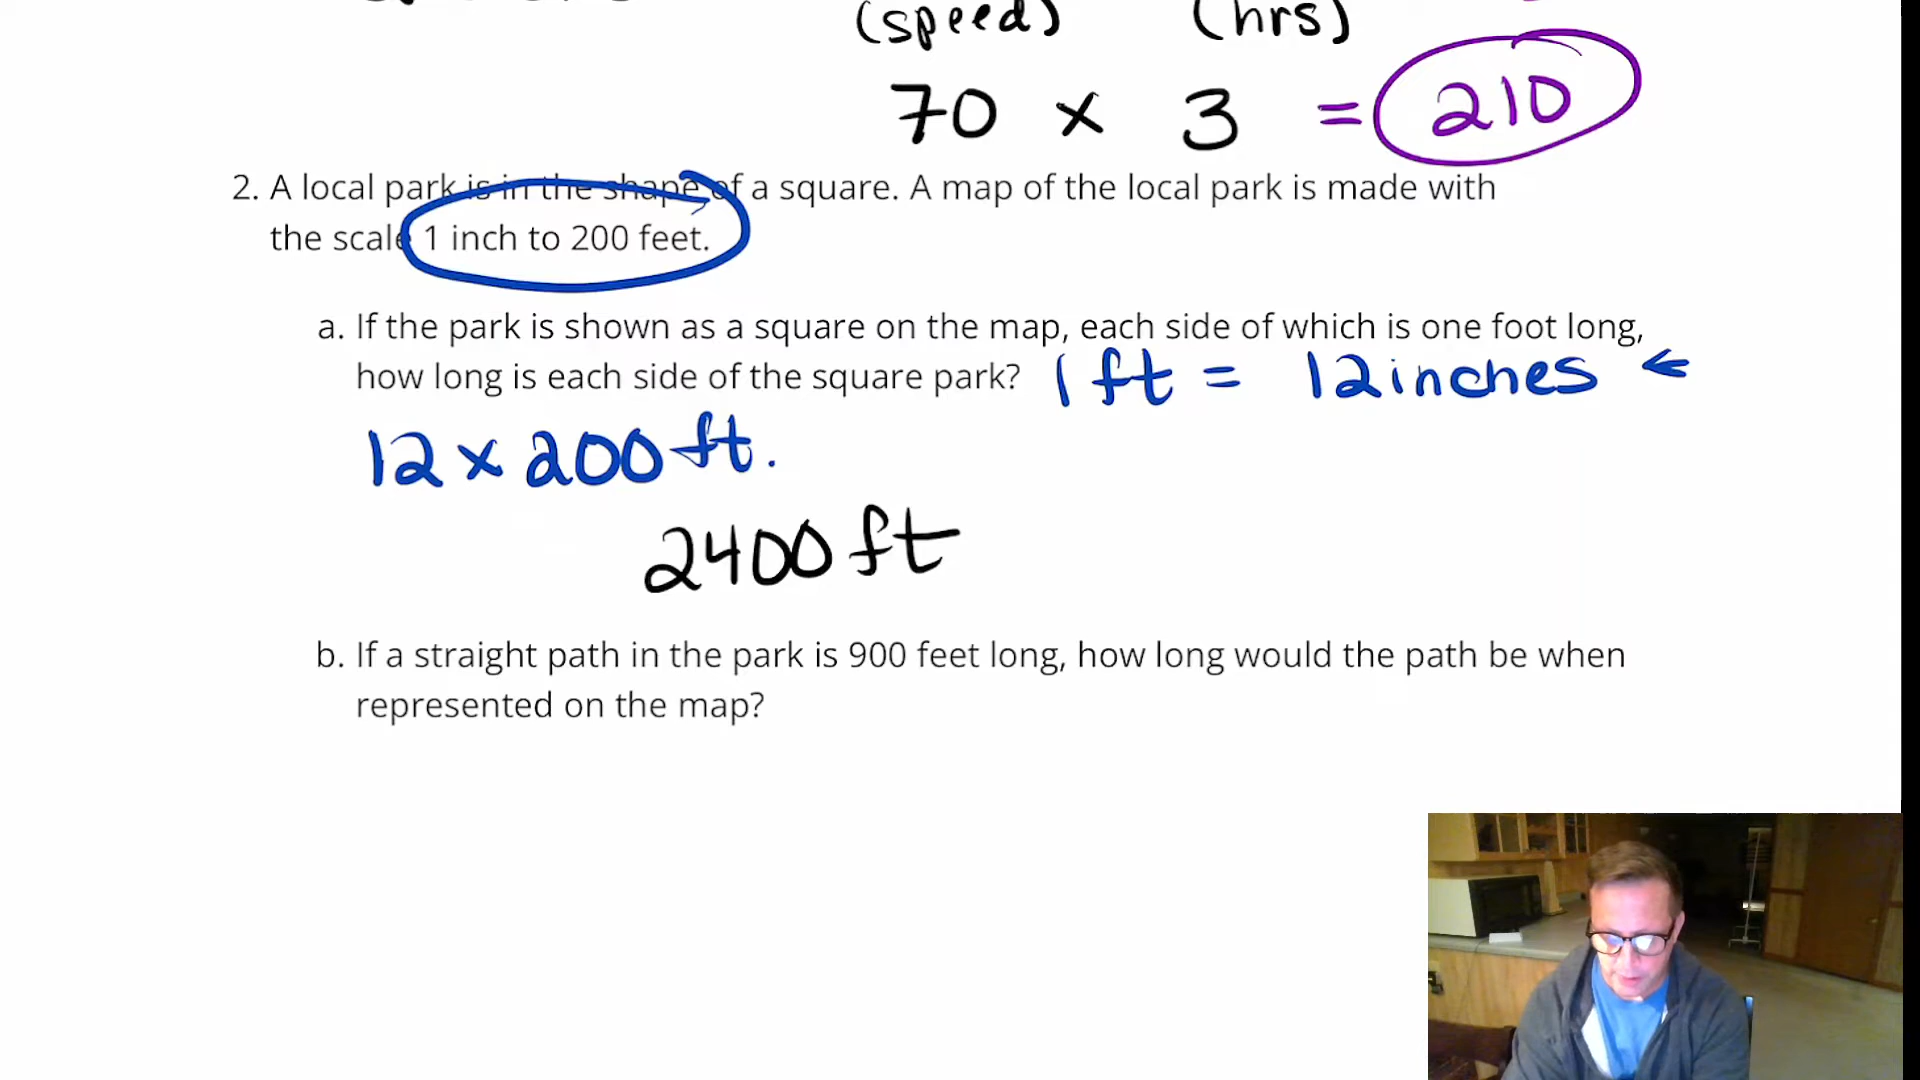 (speed) (hrs)
70 x 3 = 210
2. A local park is in the shape of a square. A map of the local park is made with
the scale 1 inch to 200 feet.
a. If the park is shown as a square on the map, each side of which is one foot long,
how long is each side of the square park? 1 ft = 12 inches ←
12 x 200 ft.
2400 ft
b. If a straight path in the park is 900 feet long, how long would the path be when
represented on the map?